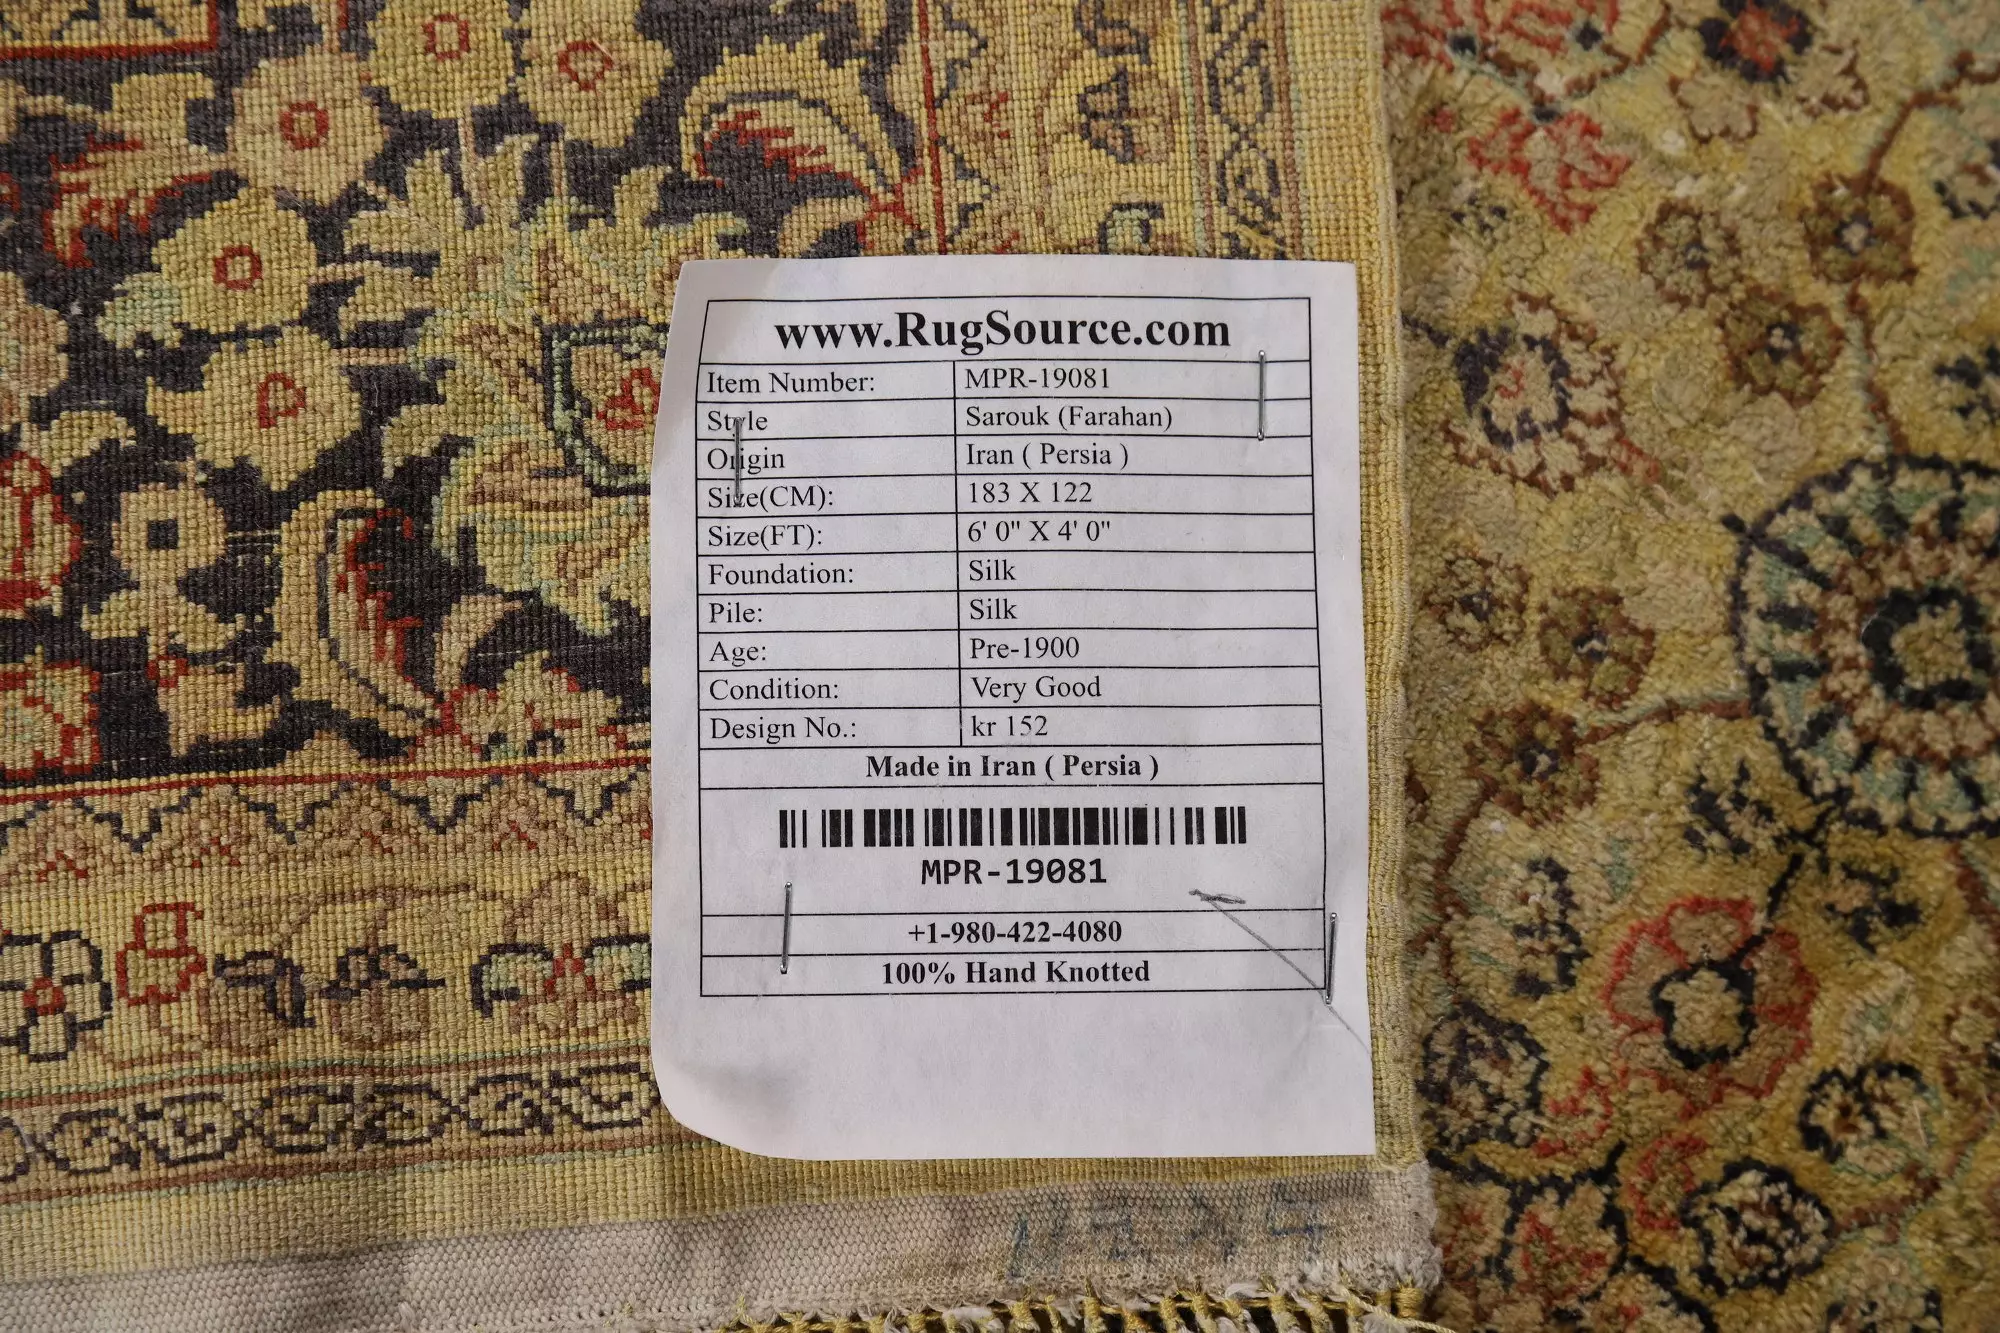 www.RugSource.com
Item Number: MPR-19081
Style Sarouk (Farahan)
Origin Iran ( Persia )
Size(CM): 183 X 122
Size(FT): 6' 0" X 4' 0"
Foundation: Silk
Pile: Silk
Age: Pre-1900
Condition: Very Good
Design No.: kr 152
Made in Iran ( Persia )
MPR-19081
+1-980-422-4080
100% Hand Knotted